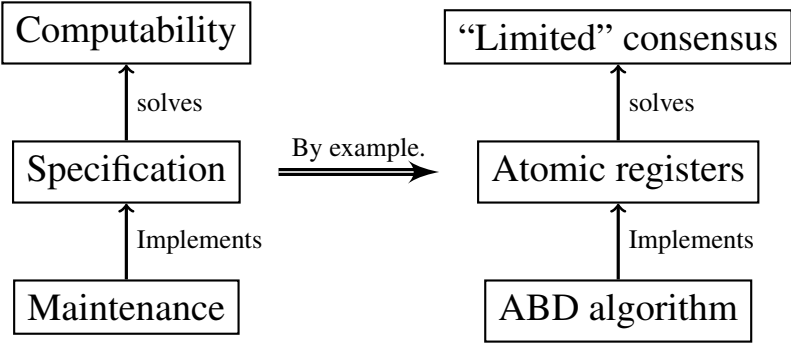 Computability
“Limited” consensus
solves
solves
Specification
By example.
Atomic registers
Implements
Implements
Maintenance
ABD algorithm